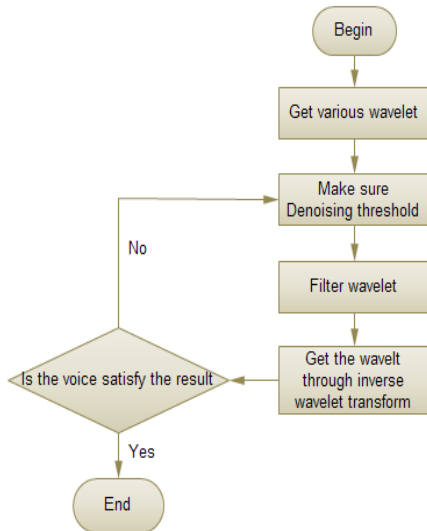 Begin
Get various wavelet
Make sure
Denoising threshold
No
Filter wavelet
Get the wavelt
through inverse
wavelet transform
Is the voice satisfy the result
Yes
End